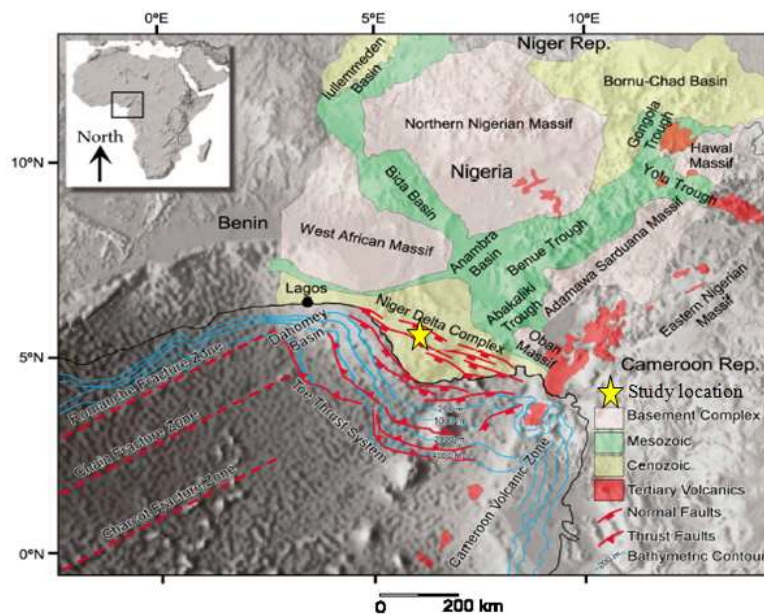 0°E
5°E
10°E
10°N
5°N
0°N
North
Niger Rep.
Iullemmeden
Basin
Bornu-Chad Basin
Northern Nigerian Massif
Gongola
Trough
Hawal
Massif
Nigeria
Yola Trough
Bida Basin
Benin
West African Massif
Anambra
Basin
Benue Trough
Adamawa Sarduana Massif
Abakaliki
Trough
Eastern Nigerian
Massif
Lagos
Niger Delta Complex
Dahomey
Basin
Oban
Massif
Cameroon Rep.
Romanche Fracture Zone
Chain Fracture Zone
Charcat Fracture Zone
Toe Thrust System
Cameroon Volcanic Zone
Study location
Basement Complex
Mesozoic
Cenozoic
Tertiary Volcanics
Normal Faults
Thrust Faults
Bathymetric Contour
0
200 km